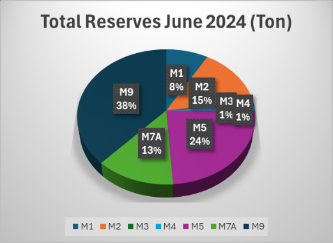 Total Reserves June 2024 (Ton)
M1
8%
M2
15%
M3
1%
M4
1%
M5
24%
M7A
13%
M9
38%
M1 M2 M3 M4 M5 M7A M9